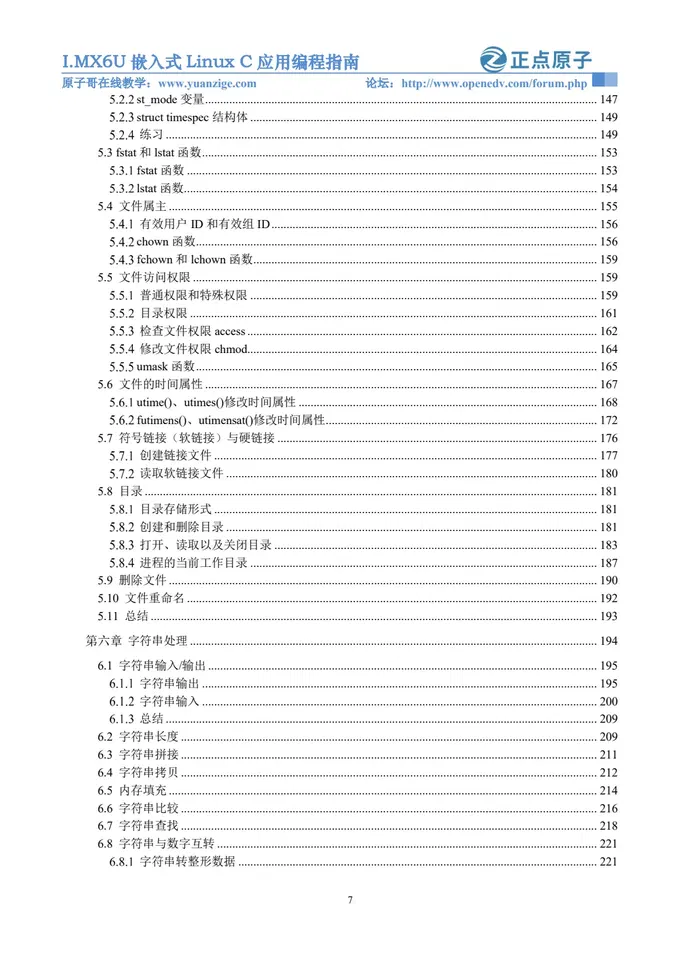 I.MX6U 嵌入式 Linux C 应用编程指南
正点原子
原子哥在线教学：www.yuanzige.com 论坛：http://www.openedv.com/forum.php
5.2.2 st_mode 变量 147
5.2.3 struct timespec 结构体 149
5.2.4 练习 149
5.3 fstat 和 lstat 函数 153
5.3.1 fstat 函数 153
5.3.2 lstat 函数 154
5.4 文件属主 155
5.4.1 有效用户 ID 和有效组 ID 156
5.4.2 chown 函数 156
5.4.3 fchown 和 lchown 函数 159
5.5 文件访问权限 159
5.5.1 普通权限和特殊权限 159
5.5.2 目录权限 161
5.5.3 检查文件权限 access 162
5.5.4 修改文件权限 chmod 164
5.5.5 umask 函数 165
5.6 文件的时间属性 167
5.6.1 utime()、utimes()修改时间属性 168
5.6.2 futimens()、utimensat()修改时间属性 172
5.7 符号链接（软链接）与硬链接 176
5.7.1 创建链接文件 177
5.7.2 读取软链接文件 180
5.8 目录 181
5.8.1 目录存储形式 181
5.8.2 创建和删除目录 181
5.8.3 打开、读取以及关闭目录 183
5.8.4 进程的当前工作目录 187
5.9 删除文件 190
5.10 文件重命名 192
5.11 总结 193
第六章 字符串处理 194
6.1 字符串输入/输出 195
6.1.1 字符串输出 195
6.1.2 字符串输入 200
6.1.3 总结 209
6.2 字符串长度 209
6.3 字符串拼接 211
6.4 字符串拷贝 212
6.5 内存填充 214
6.6 字符串比较 216
6.7 字符串查找 218
6.8 字符串与数字互转 221
6.8.1 字符串转整形数据 221
7